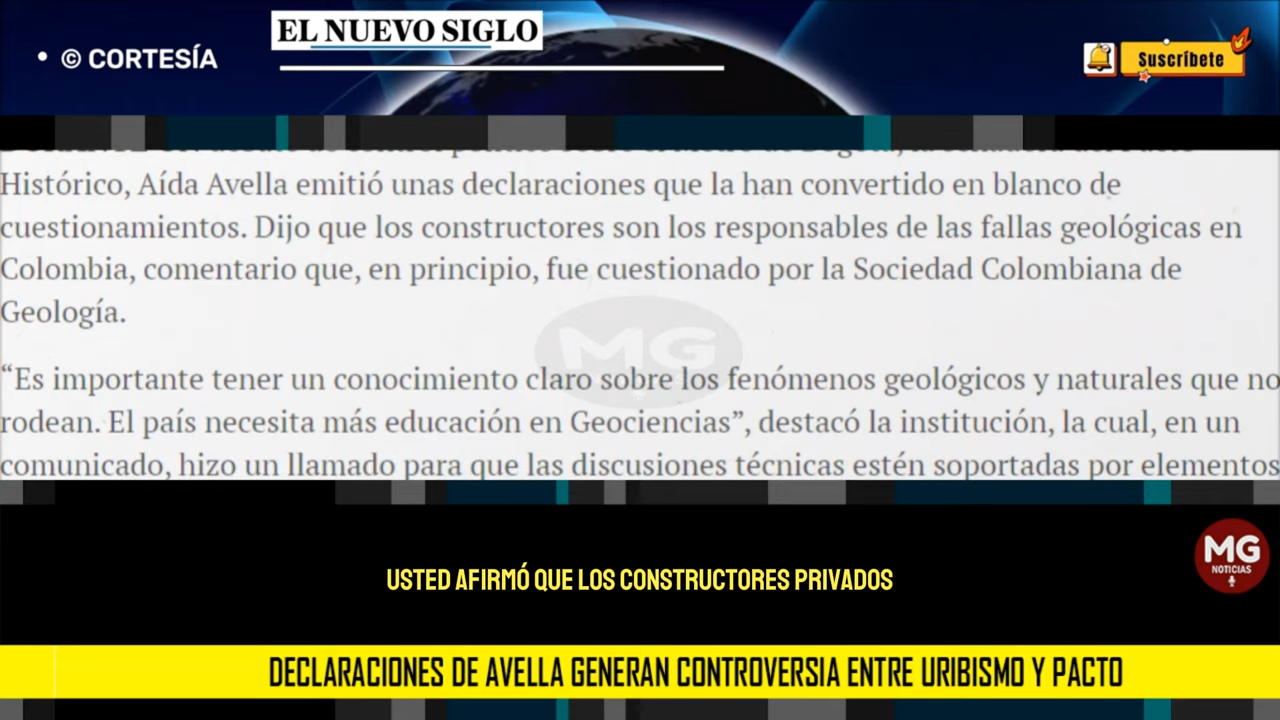 EL NUEVO SIGLO
• © CORTESÍA
Suscríbete
Histórico, Aída Avella emitió unas declaraciones que la han convertido en blanco de
cuestionamientos. Dijo que los constructores son los responsables de las fallas geológicas en
Colombia, comentario que, en principio, fue cuestionado por la Sociedad Colombiana de
Geología.
MG
“Es importante tener un conocimiento claro sobre los fenómenos geológicos y naturales que no
rodean. El país necesita más educación en Geociencias”, destacó la institución, la cual, en un
comunicado, hizo un llamado para que las discusiones técnicas estén soportadas por elementos
MG
NOTICIAS
USTED AFIRMÓ QUE LOS CONSTRUCTORES PRIVADOS
DECLARACIONES DE AVELLA GENERAN CONTROVERSIA ENTRE URIBISMO Y PACTO